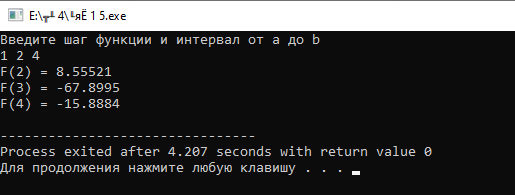 E:\╤╨ 4\╙яЁ 1 5.exe
Введите шаг функции и интервал от a до b
1 2 4
F(2) = 8.55521
F(3) = -67.8995
F(4) = -15.8884
--------------------------------
Process exited after 4.207 seconds with return value 0
Для продолжения нажмите любую клавишу . . .